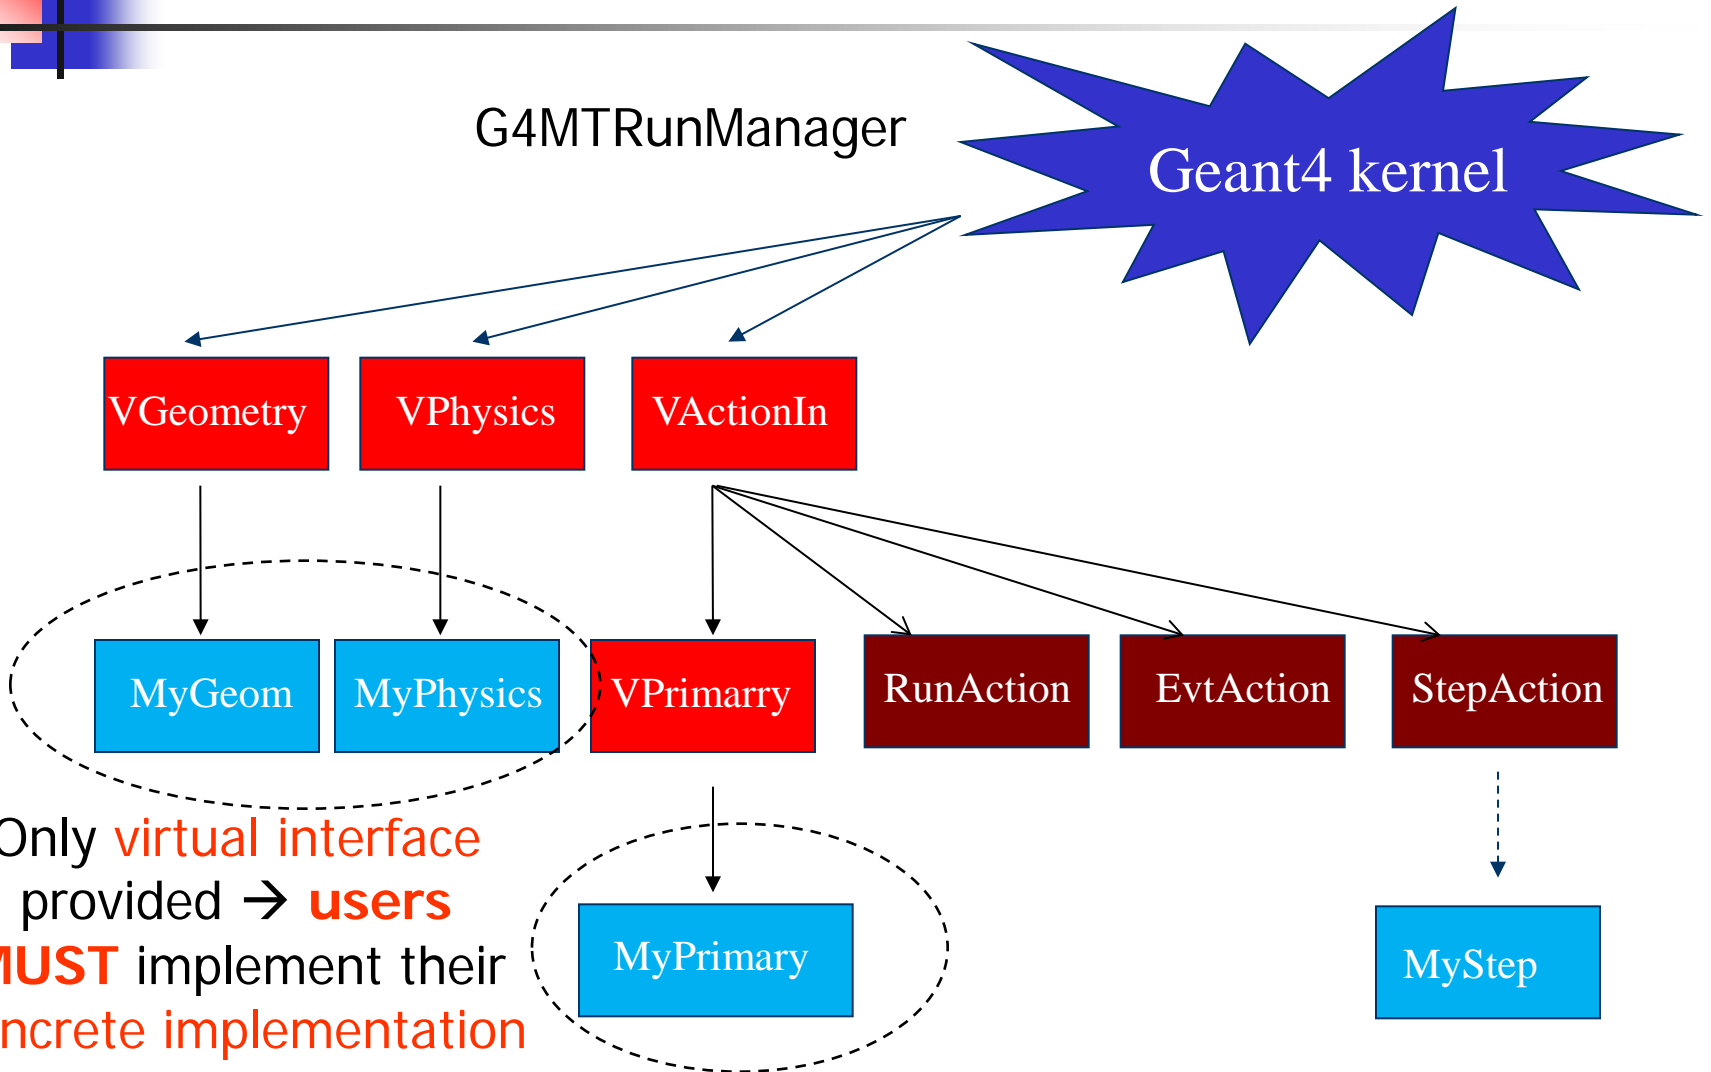 G4MTRunManager
Geant4 kernel
VGeometry
VPhysics
VActionIn
MyGeom
MyPhysics
VPrimarry
RunAction
EvtAction
StepAction
Only virtual interface
provided → users
MUST implement their
ncrete implementation
MyPrimary
MyStep